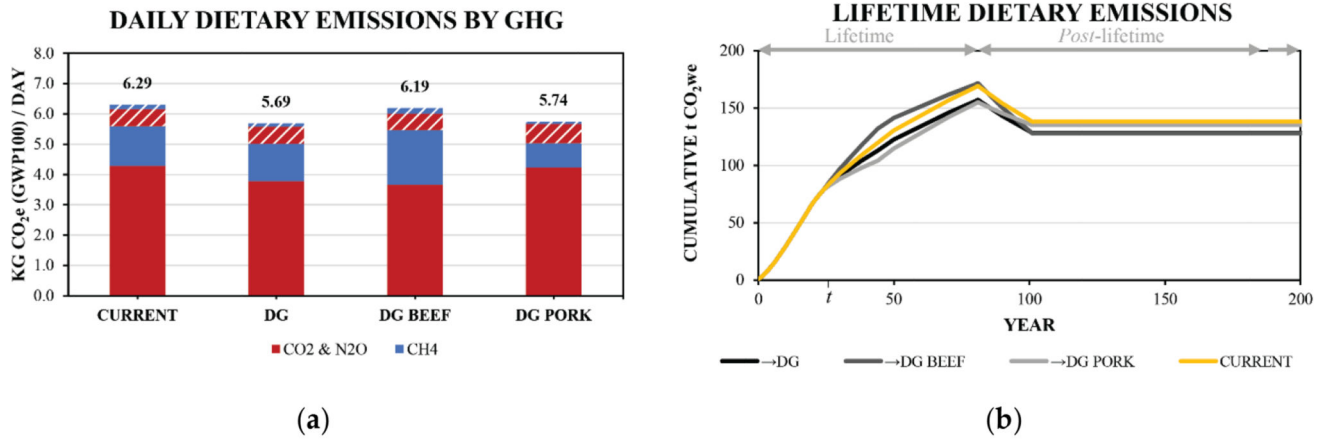 DAILY DIETARY EMISSIONS BY GHG
KG CO₂e (GWP100) / DAY
8.0
7.0
6.0
5.0
4.0
3.0
2.0
1.0
0.0
6.29
5.69
6.19
5.74
CURRENT
DG
DG BEEF
DG PORK
CO2 & N2O
CH4
(a)
LIFETIME DIETARY EMISSIONS
Lifetime
Post-lifetime
CUMULATIVE t CO₂we
200
150
100
50
0
0
t
50
100
150
200
YEAR
→DG
→DG BEEF
→DG PORK
CURRENT
(b)